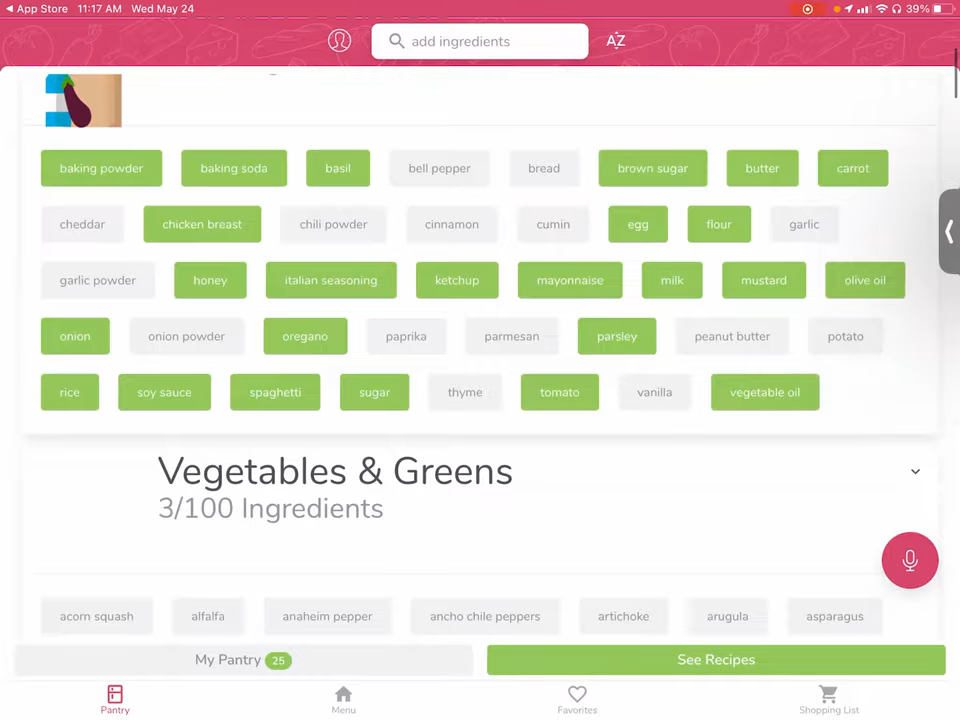 App Store 11:17 AM Wed May 24 39%
add ingredients AZ
baking powder baking soda basil bell pepper bread brown sugar butter carrot
cheddar chicken breast chili powder cinnamon cumin egg flour garlic
garlic powder honey italian seasoning ketchup mayonnaise milk mustard olive oil
onion onion powder oregano paprika parmesan parsley peanut butter potato
rice soy sauce spaghetti sugar thyme tomato vanilla vegetable oil
Vegetables & Greens
3/100 Ingredients
acorn squash alfalfa anaheim pepper ancho chile peppers artichoke arugula asparagus
My Pantry 25 See Recipes
Pantry Menu Favorites Shopping List